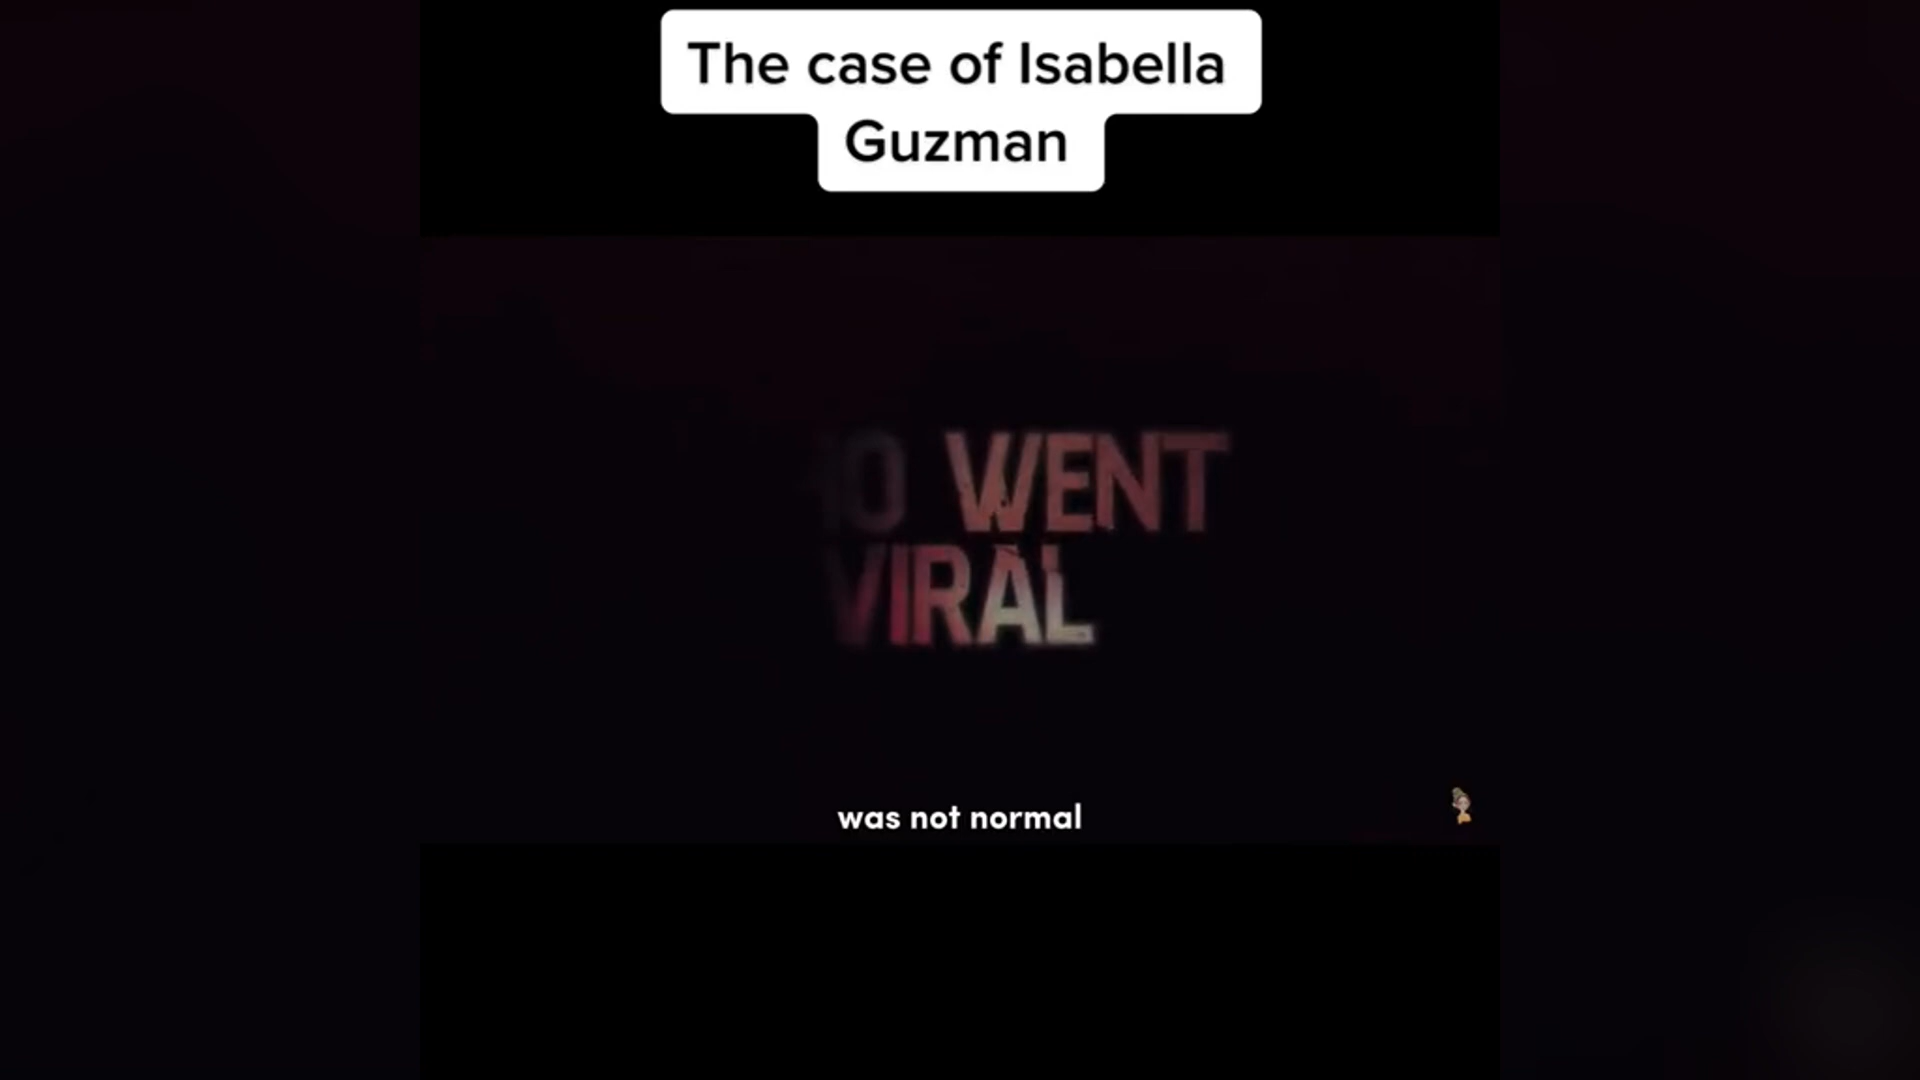 The case of Isabella
Guzman
WENT
VIRAL
was not normal